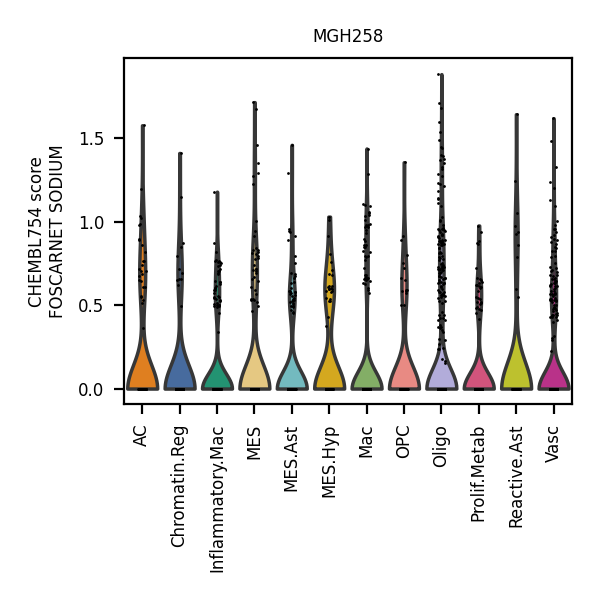 MGH258
CHEMBL754 score
FOSCARNET SODIUM
1.5
1.0
0.5
0.0
AC
Chromatin.Reg
Inflammatory.Mac
MES
MES.Ast
MES.Hyp
Mac
OPC
Oligo
Prolif.Metab
Reactive.Ast
Vasc